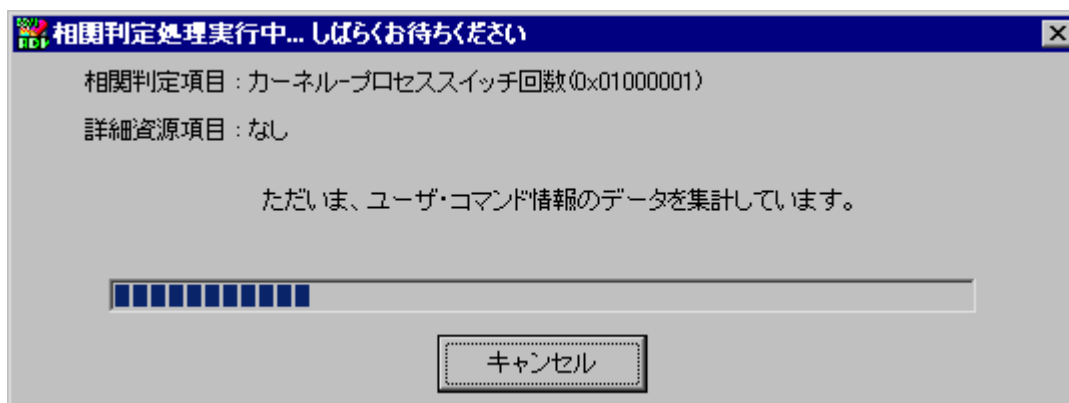 相関判定処理実行中... しばらくお待ちください
相関判定項目：カーネループロセススイッチ回数(0x01000001)
詳細資源項目：なし
ただいま、ユーザ・コマンド情報のデータを集計しています。
キャンセル